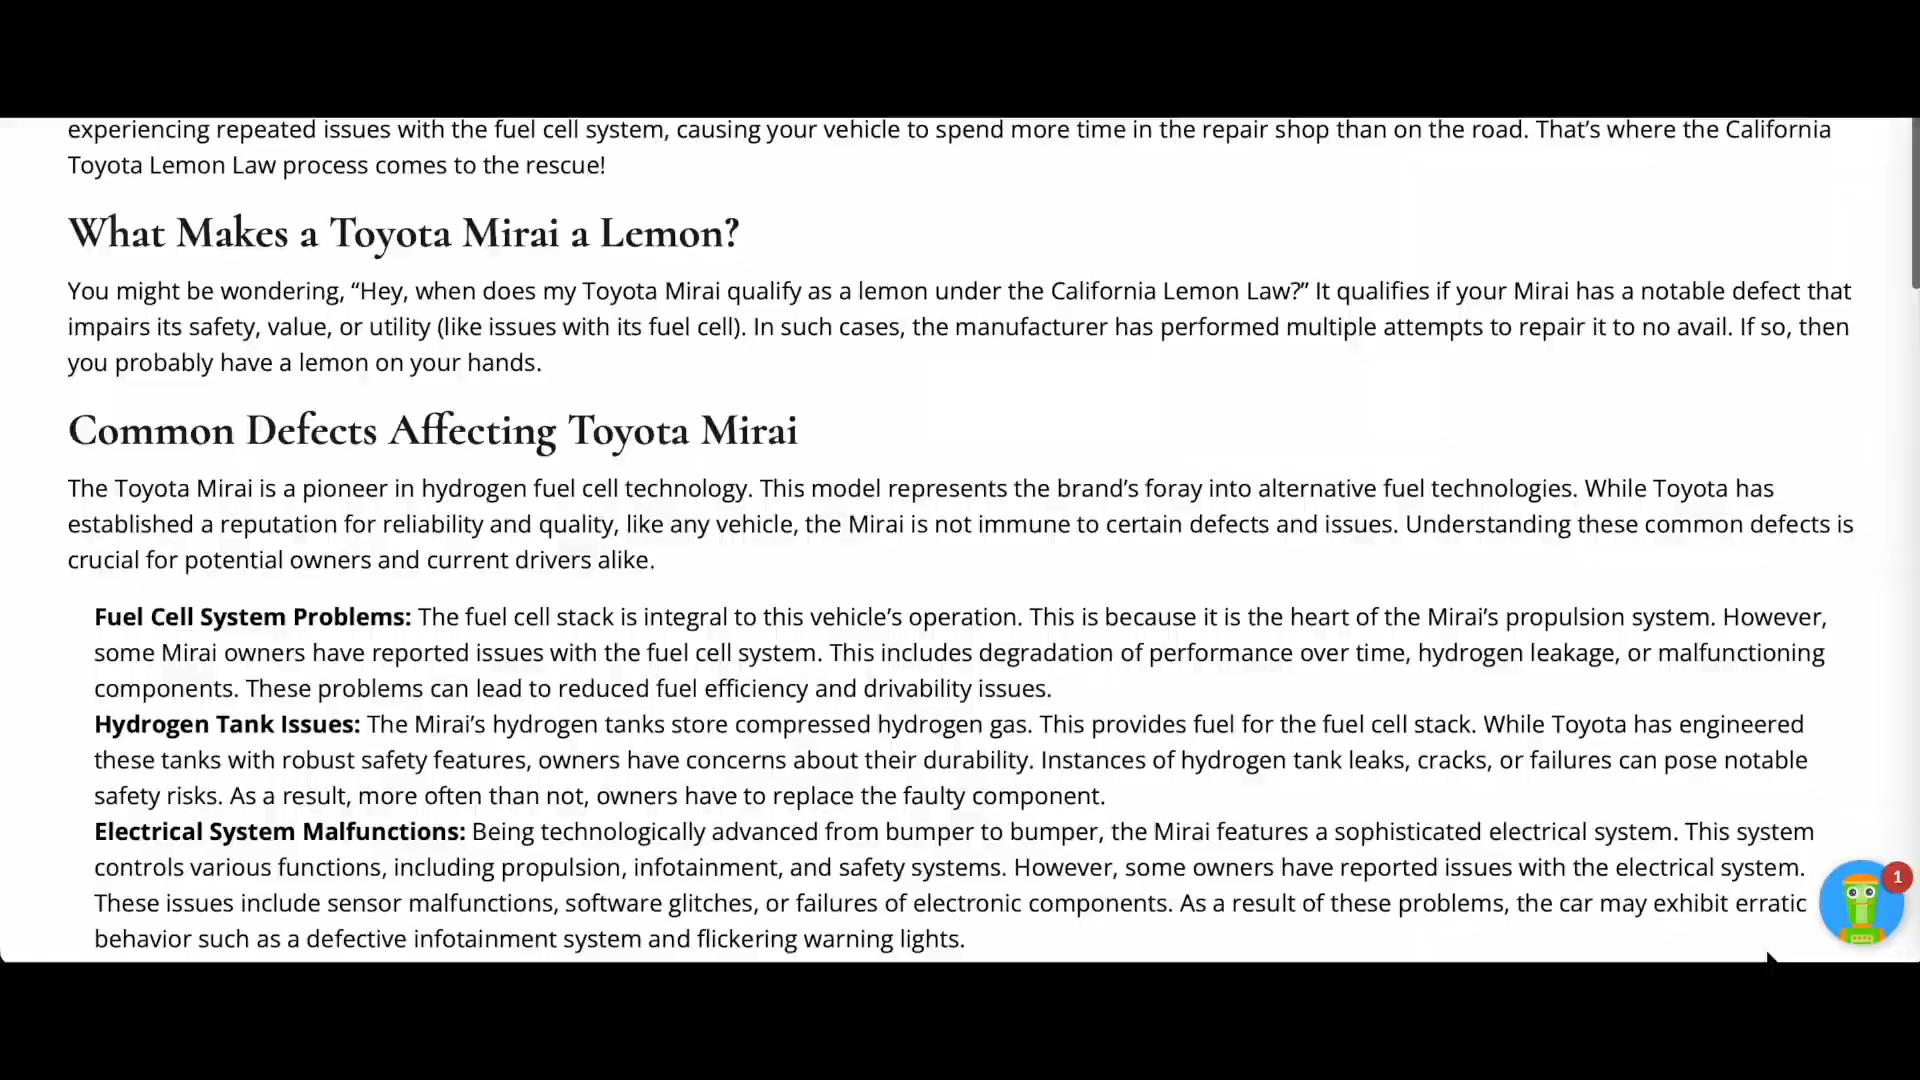 experiencing repeated issues with the fuel cell system, causing your vehicle to spend more time in the repair shop than on the road. That’s where the California
Toyota Lemon Law process comes to the rescue!
What Makes a Toyota Mirai a Lemon?
You might be wondering, “Hey, when does my Toyota Mirai qualify as a lemon under the California Lemon Law?” It qualifies if your Mirai has a notable defect that
impairs its safety, value, or utility (like issues with its fuel cell). In such cases, the manufacturer has performed multiple attempts to repair it to no avail. If so, then
you probably have a lemon on your hands.
Common Defects Affecting Toyota Mirai
The Toyota Mirai is a pioneer in hydrogen fuel cell technology. This model represents the brand’s foray into alternative fuel technologies. While Toyota has
established a reputation for reliability and quality, like any vehicle, the Mirai is not immune to certain defects and issues. Understanding these common defects is
crucial for potential owners and current drivers alike.
Fuel Cell System Problems: The fuel cell stack is integral to this vehicle’s operation. This is because it is the heart of the Mirai’s propulsion system. However,
some Mirai owners have reported issues with the fuel cell system. This includes degradation of performance over time, hydrogen leakage, or malfunctioning
components. These problems can lead to reduced fuel efficiency and drivability issues.
Hydrogen Tank Issues: The Mirai’s hydrogen tanks store compressed hydrogen gas. This provides fuel for the fuel cell stack. While Toyota has engineered
these tanks with robust safety features, owners have concerns about their durability. Instances of hydrogen tank leaks, cracks, or failures can pose notable
safety risks. As a result, more often than not, owners have to replace the faulty component.
Electrical System Malfunctions: Being technologically advanced from bumper to bumper, the Mirai features a sophisticated electrical system. This system
controls various functions, including propulsion, infotainment, and safety systems. However, some owners have reported issues with the electrical system.
These issues include sensor malfunctions, software glitches, or failures of electronic components. As a result of these problems, the car may exhibit erratic
behavior such as a defective infotainment system and flickering warning lights.
1